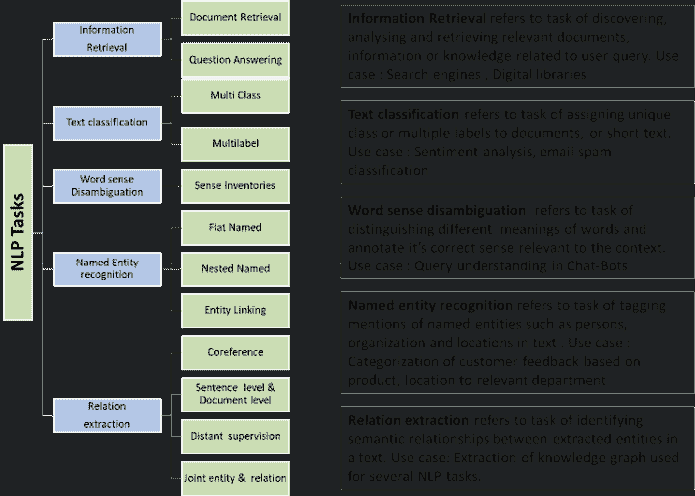 NLP Tasks
Information
Retrieval
Document Retrieval
Question Answering
Text classification
Multi Class
Multilabel
Word sense
Disambiguation
Sense Inventories
Named Entity
recognition
Flat Named
Nested Named
Entity Linking
Coreference
Relation
extraction
Sentence level &
Document level
Distant supervision
Joint entity & relation
Information Retrieval refers to task of discovering,
analysing and retrieving relevant documents,
information or knowledge related to user query. Use
case : Search engines , Digital libraries
Text classification refers to task of assigning unique
class or multiple labels to documents, or short text.
Use case : Sentiment analysis, email spam
classification
Word sense disambiguation refers to task of
distinguishing different meanings of words and
annotate it's correct sense relevant to the context.
Use case : Query understanding in Chat-Bots
Named entity recognition refers to task of tagging
mentions of named entities such as persons,
organization and locations in text . Use case :
Categorization of customer feedback based on
product, location to relevant department
Relation extraction refers to task of identifying
semantic relationships between extracted entities in
a text. Use case: Extraction of knowledge graph used
for several NLP tasks.